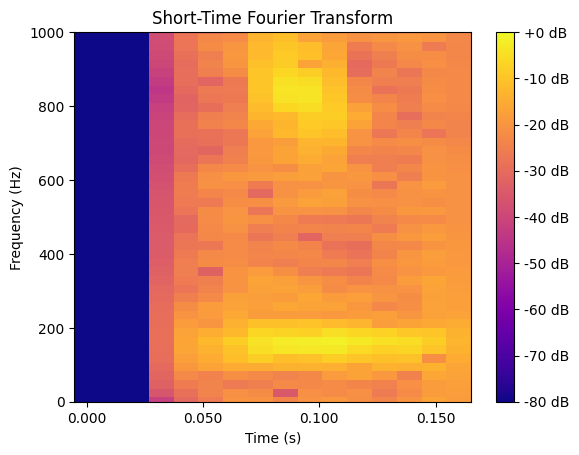 Short-Time Fourier Transform
1000
800
600
400
200
0
Frequency (Hz)
0.000
0.050
0.100
0.150
Time (s)
+0 dB
-10 dB
-20 dB
-30 dB
-40 dB
-50 dB
-60 dB
-70 dB
-80 dB